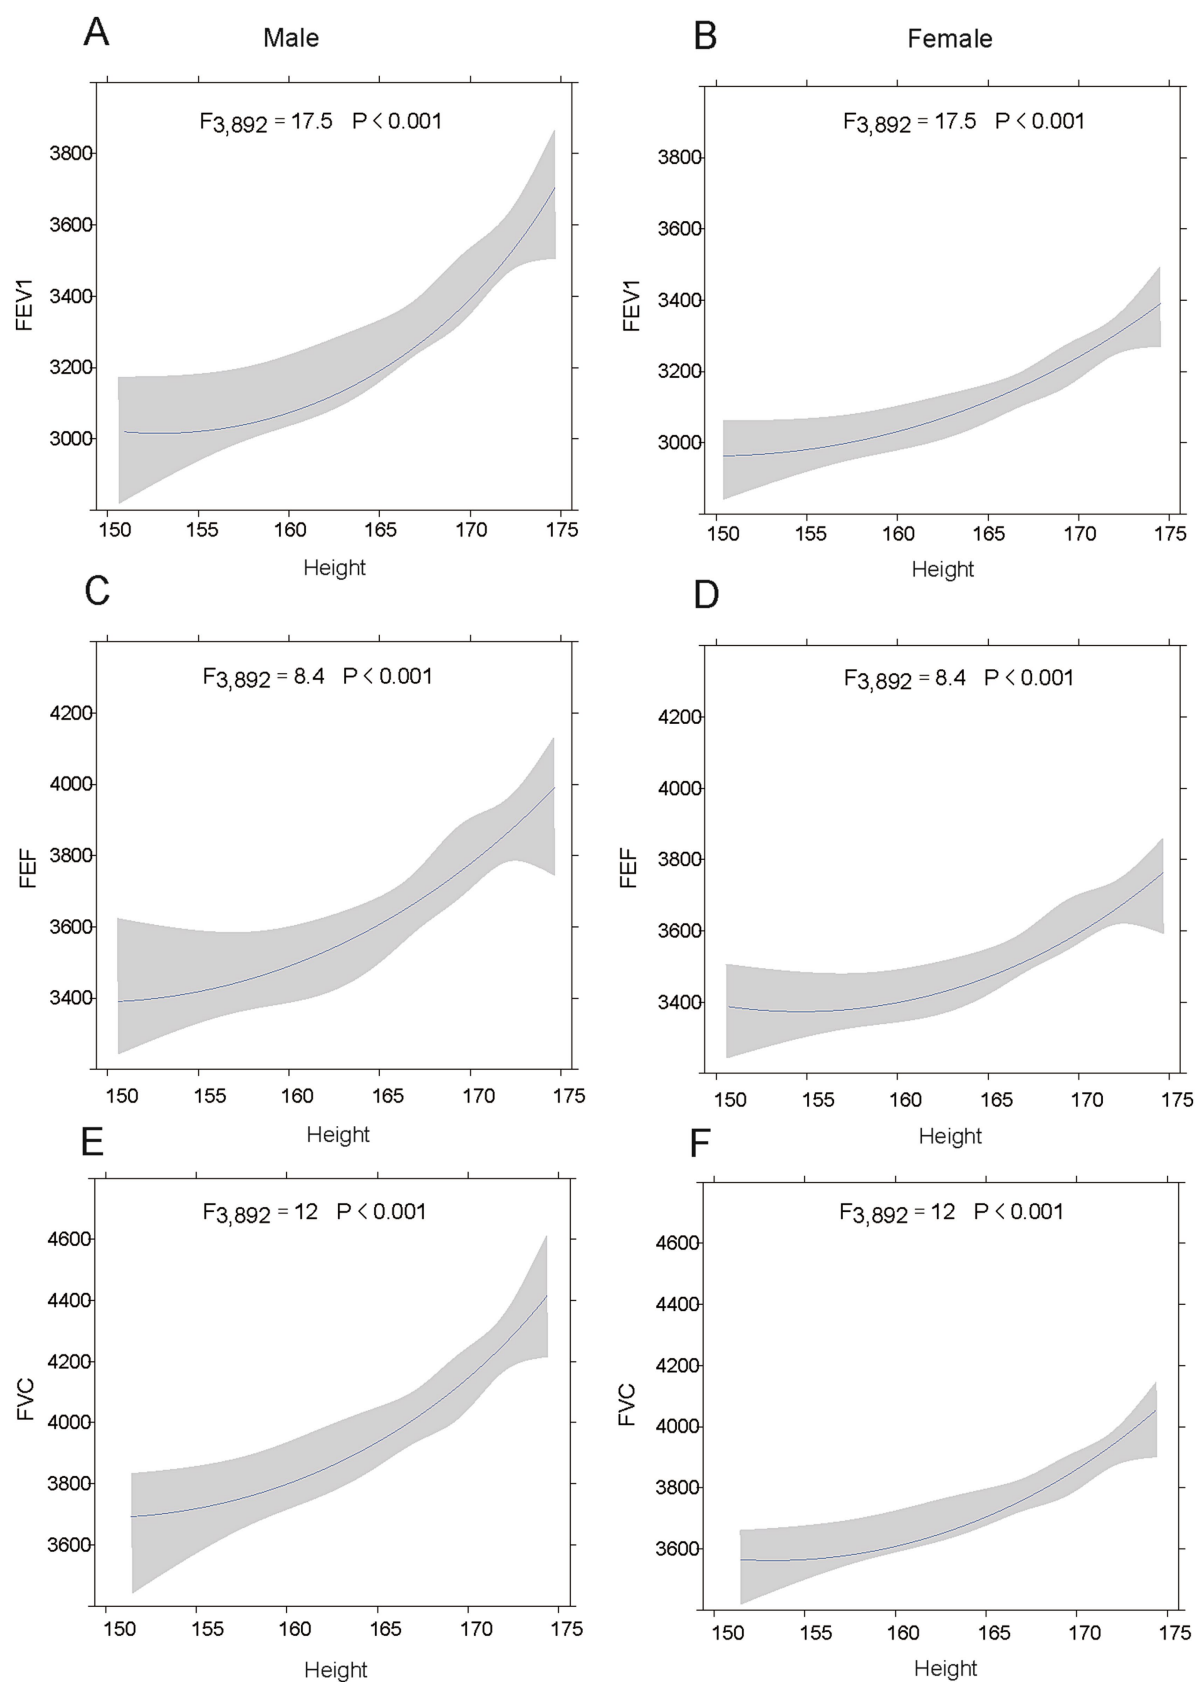 A Male
B Female
F3,892 = 17.5 P < 0.001
F3,892 = 17.5 P < 0.001
FEV1
3800
3600
3400
3200
3000
150 155 160 165 170 175
Height
FEV1
3800
3600
3400
3200
3000
150 155 160 165 170 175
Height
C
D
F3,892 = 8.4 P < 0.001
F3,892 = 8.4 P < 0.001
FEF
4200
4000
3800
3600
3400
150 155 160 165 170 175
Height
FEF
4200
4000
3800
3600
3400
150 155 160 165 170 175
Height
E
F
F3,892 = 12 P < 0.001
F3,892 = 12 P < 0.001
FVC
4600
4400
4200
4000
3800
3600
150 155 160 165 170 175
Height
FVC
4600
4400
4200
4000
3800
3600
150 155 160 165 170 175
Height